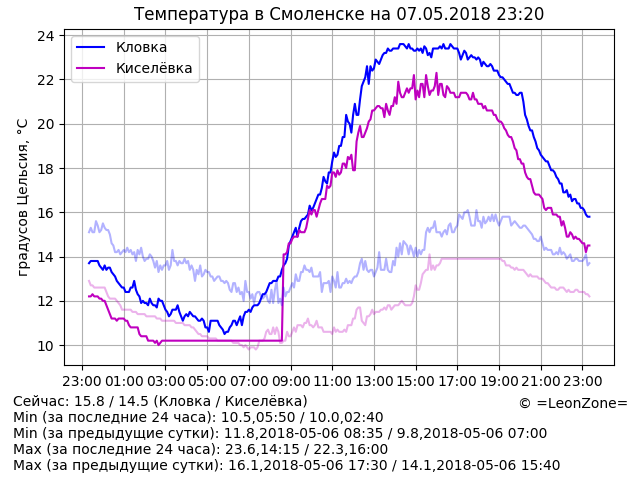 Температура в Смоленске на 07.05.2018 23:20
Кловка
Киселёвка
градусов Цельсия, °C
24
22
20
18
16
14
12
10
23:00 01:00 03:00 05:00 07:00 09:00 11:00 13:00 15:00 17:00 19:00 21:00 23:00
Сейчас: 15.8 / 14.5 (Кловка / Киселёвка)
© =LeonZone=
Min (за последние 24 часа): 10.5,05:50 / 10.0,02:40
Min (за предыдущие сутки): 11.8,2018-05-06 08:35 / 9.8,2018-05-06 07:00
Max (за последние 24 часа): 23.6,14:15 / 22.3,16:00
Max (за предыдущие сутки): 16.1,2018-05-06 17:30 / 14.1,2018-05-06 15:40